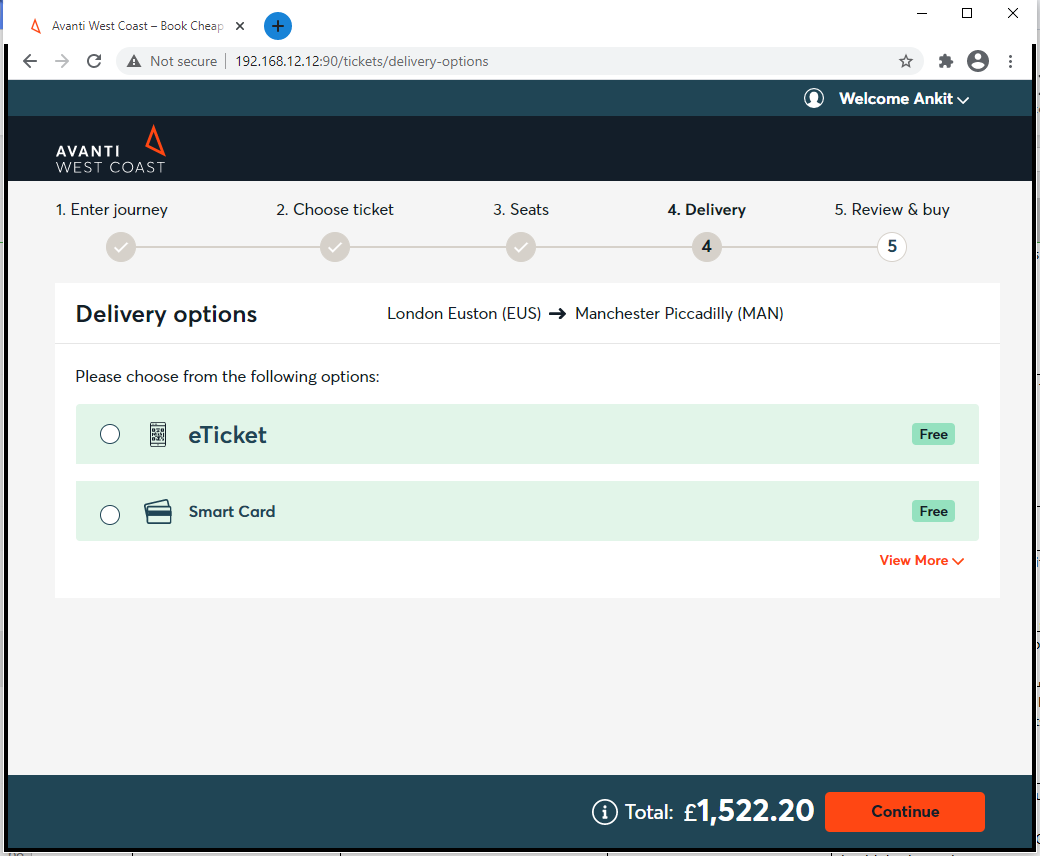 Avanti West Coast – Book Cheap
Not secure | 192.168.12.12:90/tickets/delivery-options
Welcome Ankit
AVANTI
WEST COAST
1. Enter journey 2. Choose ticket 3. Seats 4. Delivery 5. Review & buy
4 5
Delivery options London Euston (EUS) → Manchester Piccadilly (MAN)
Please choose from the following options:
eTicket Free
Smart Card Free
View More
Total: £1,522.20 Continue